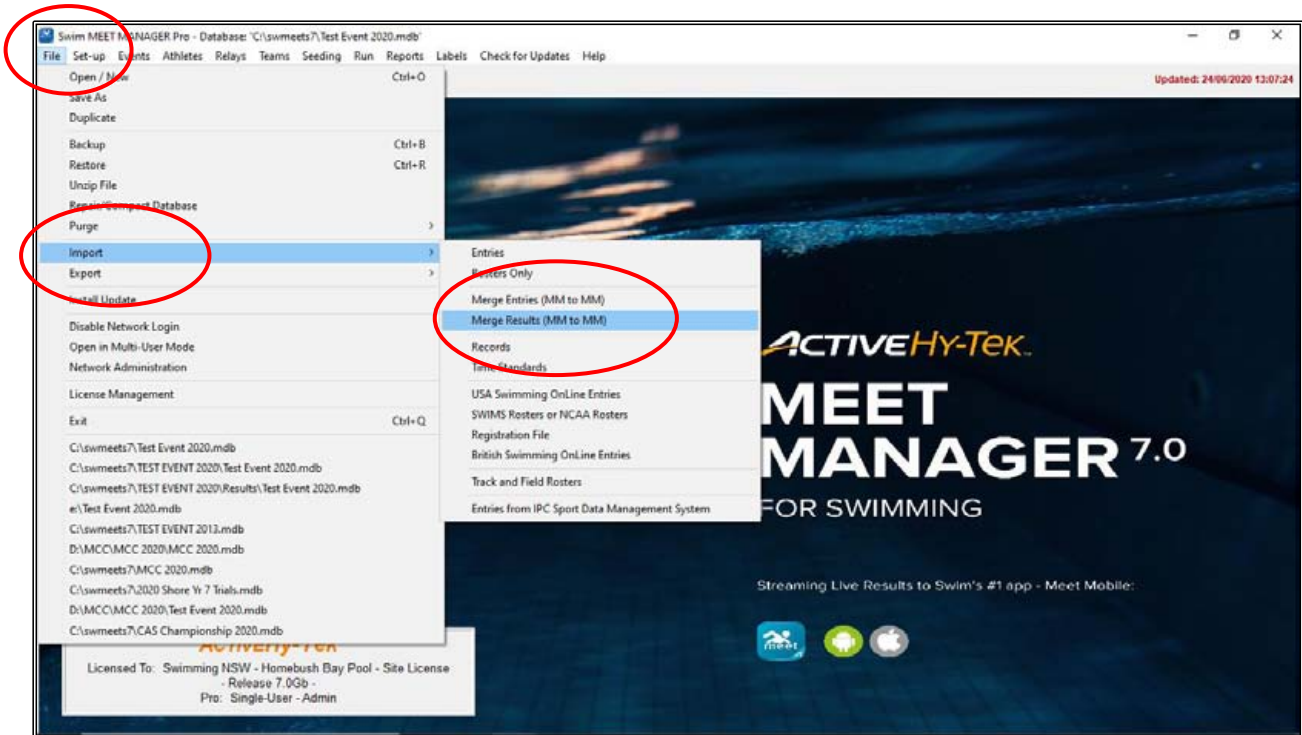 Swim MEET MANAGER Pro - Database: 'C:\swmeets7\Test Event 2020.mdb'
File Set-up Events Athletes Relays Teams Seeding Run Reports Labels Check for Updates Help
Updated: 24/06/2020 13:07:24
Open / New Ctrl+O
Save As
Duplicate
Backup Ctrl+B
Restore Ctrl+R
Unzip File
Repair/Compact Database
Purge >
Import >
Export >
Install Update
Disable Network Login
Open in Multi-User Mode
Network Administration
License Management
Exit Ctrl+Q
C:\swmeets7\Test Event 2020.mdb
C:\swmeets7\TEST EVENT 2020\Test Event 2020.mdb
C:\swmeets7\TEST EVENT 2020\Results\Test Event 2020.mdb
e:\Test Event 2020.mdb
C:\swmeets7\TEST EVENT 2013.mdb
D:\MCC\MCC 2020\MCC 2020.mdb
C:\swmeets7\MCC 2020.mdb
C:\swmeets7\2020 Shore Yr 7 Trials.mdb
D:\MCC\MCC 2020\Test Event 2020.mdb
C:\swmeets7\CAS Championship 2020.mdb
Entries
Rosters Only
Merge Entries (MM to MM)
Merge Results (MM to MM)
Records
Time Standards
USA Swimming OnLine Entries
SWIMS Rosters or NCAA Rosters
Registration File
British Swimming OnLine Entries
Track and Field Rosters
Entries from IPC Sport Data Management System
ACTIVEHY-TEK
MEET
MANAGER 7.0
FOR SWIMMING
Streaming Live Results to Swim's #1 app - Meet Mobile:
meet
ACTIVEHy-Tek
Licensed To: Swimming NSW - Homebush Bay Pool - Site License
- Release 7.0Gb -
Pro: Single-User - Admin